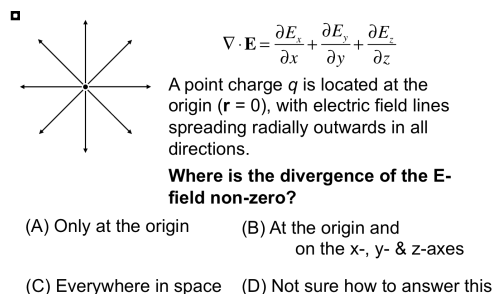 ∇ · E = ∂Eₓ/∂x + ∂Eᵧ/∂y + ∂E_z/∂z
A point charge q is located at the
origin (r = 0), with electric field lines
spreading radially outwards in all
directions.
Where is the divergence of the E-
field non-zero?
(A) Only at the origin
(B) At the origin and
on the x-, y- & z-axes
(C) Everywhere in space
(D) Not sure how to answer this